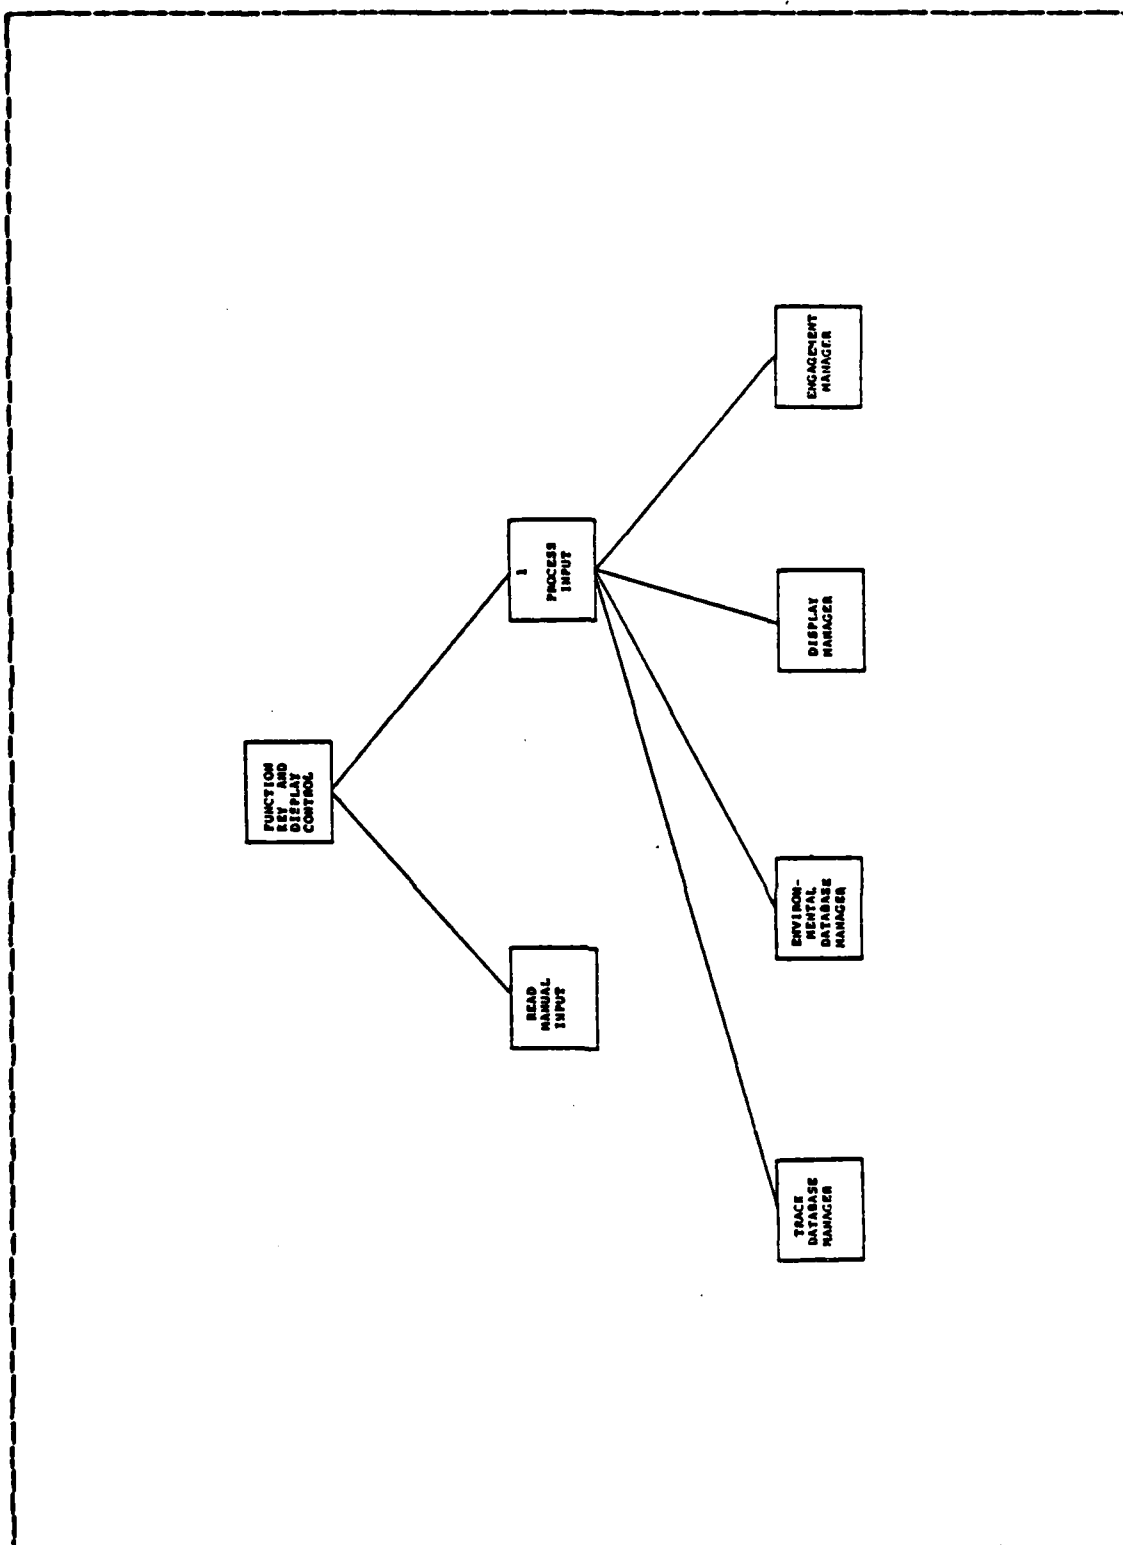 FUNCTION
KEY AND
DISPLAY
CONTROL
READ
MANUAL
INPUT
1
PROCESS
INPUT
TRACE
DATABASE
MANAGER
ENVIRON-
MENTAL
DATABASE
MANAGER
DISPLAY
MANAGER
ENGAGEMENT
MANAGER